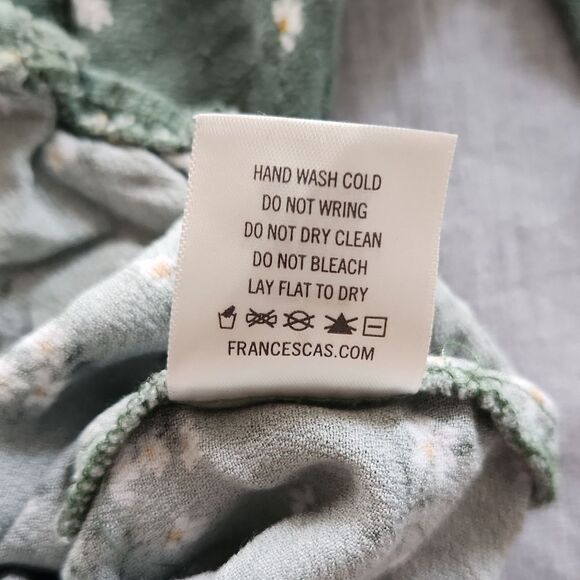 HAND WASH COLD
DO NOT WRING
DO NOT DRY CLEAN
DO NOT BLEACH
LAY FLAT TO DRY
FRANCESCAS.COM